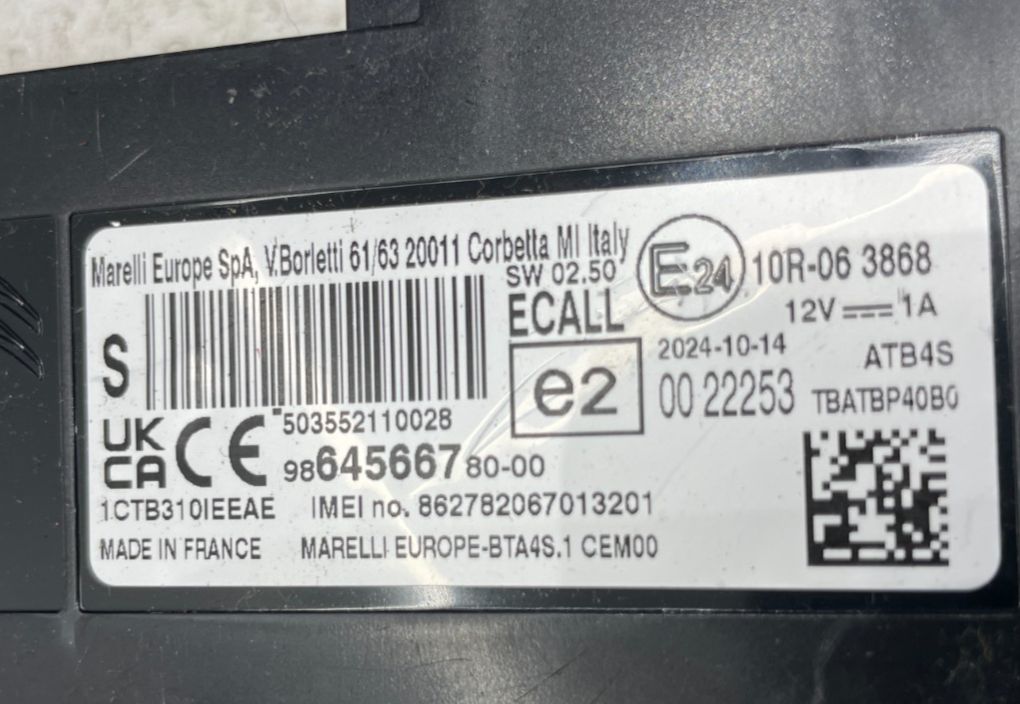 Marelli Europe SpA, V.Borletti 61/63 20011 Corbetta MI Italy
SW 02.50
ECALL
E24
10R-06 3868
12V 1A
S
e2
2024-10-14
00 22253
ATB4S
TBATBP40B0
UK
CA
CE
503552110028
9864566780-00
1CTB310IEEAE
IMEI no. 862782067013201
MADE IN FRANCE
MARELLI EUROPE-BTA4S.1 CEM00